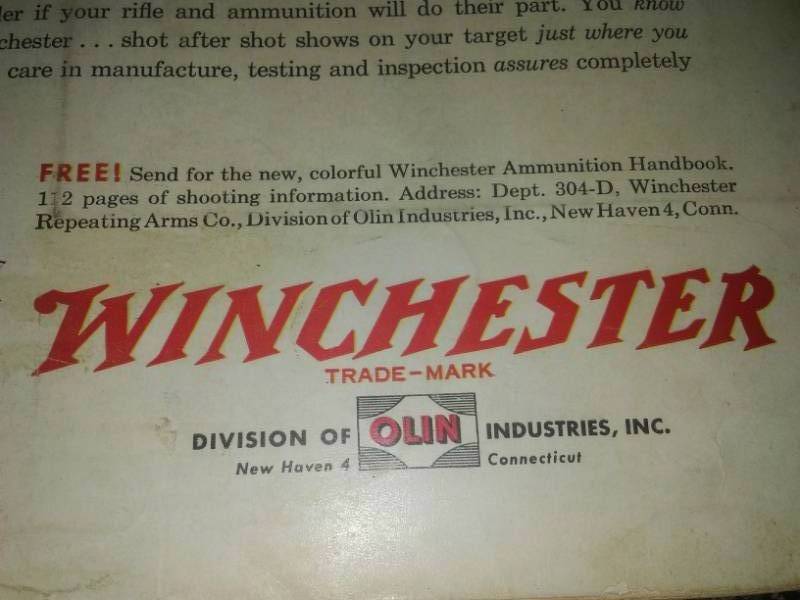 if your rifle and ammunition will do their part. You know
. . . shot after shot shows on your target just where you
care in manufacture, testing and inspection assures completely
FREE! Send for the new, colorful Winchester Ammunition Handbook.
112 pages of shooting information. Address: Dept. 304-D, Winchester
Repeating Arms Co., Division of Olin Industries, Inc., New Haven 4, Conn.
WINCHESTER
TRADE-MARK
DIVISION OF OLIN INDUSTRIES, INC.
New Haven 4 Connecticut